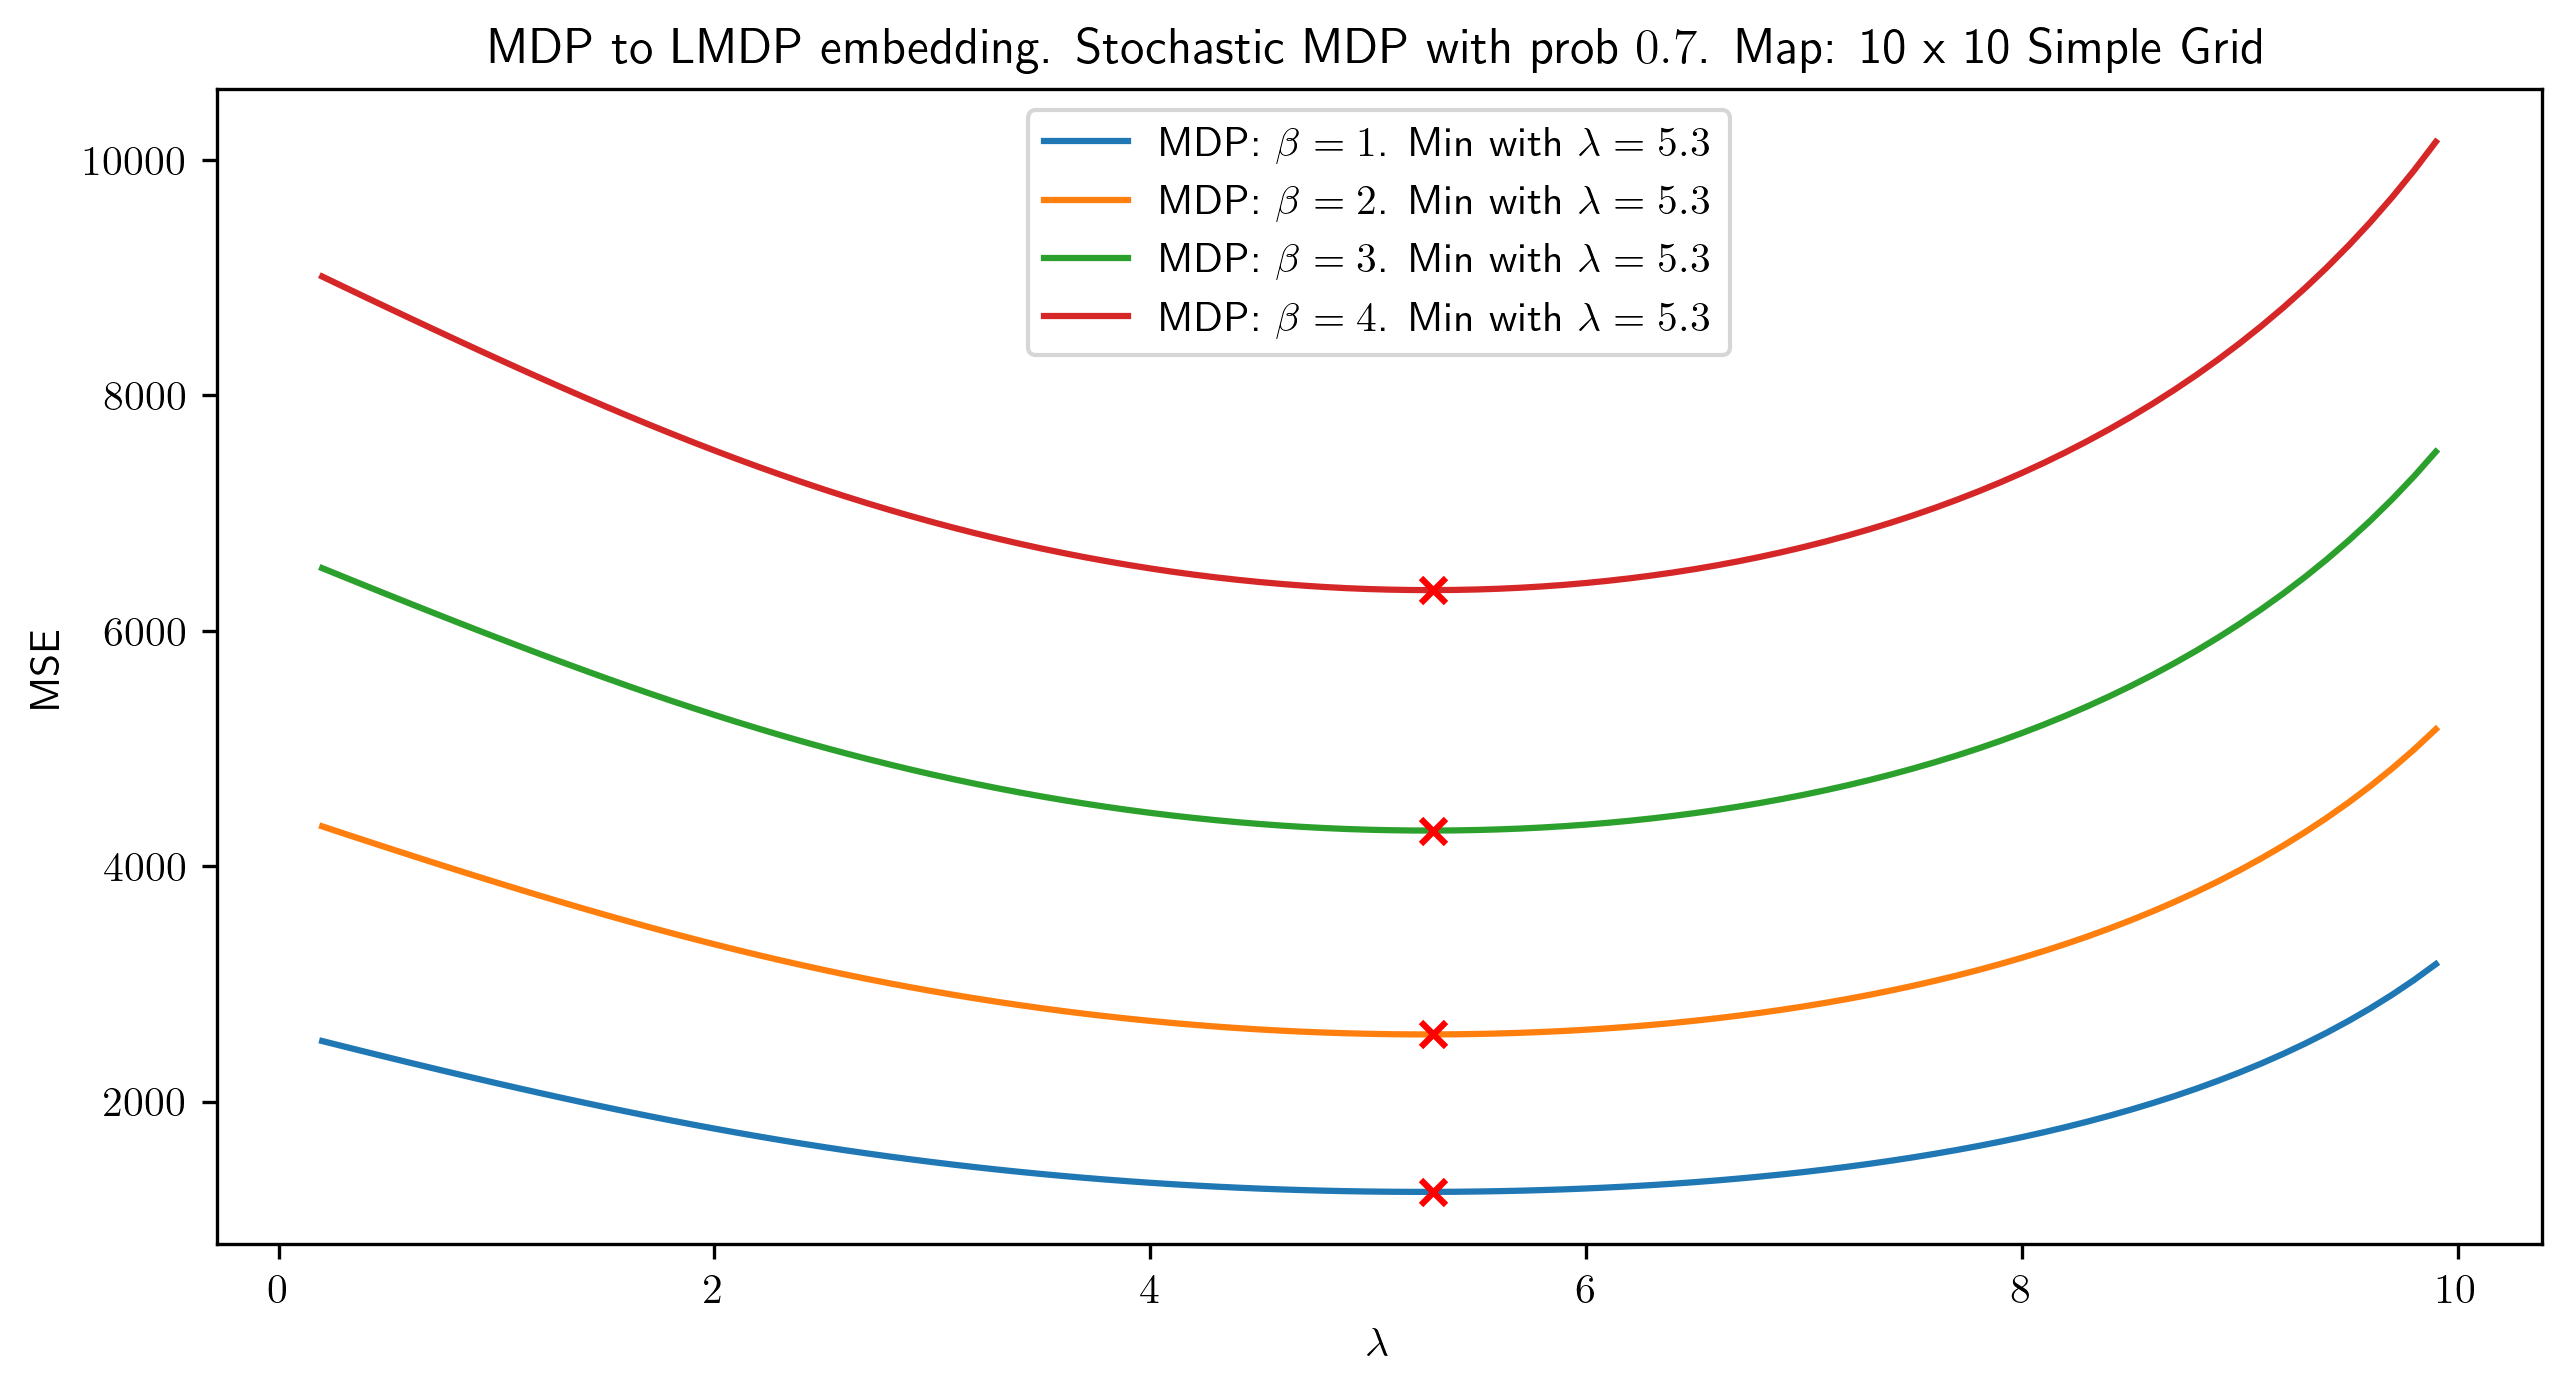 MDP to LMDP embedding. Stochastic MDP with prob 0.7. Map: 10 x 10 Simple Grid
MDP: β = 1. Min with λ = 5.3
MDP: β = 2. Min with λ = 5.3
MDP: β = 3. Min with λ = 5.3
MDP: β = 4. Min with λ = 5.3
10000
8000
6000
4000
2000
MSE
0 2 4 6 8 10
λ